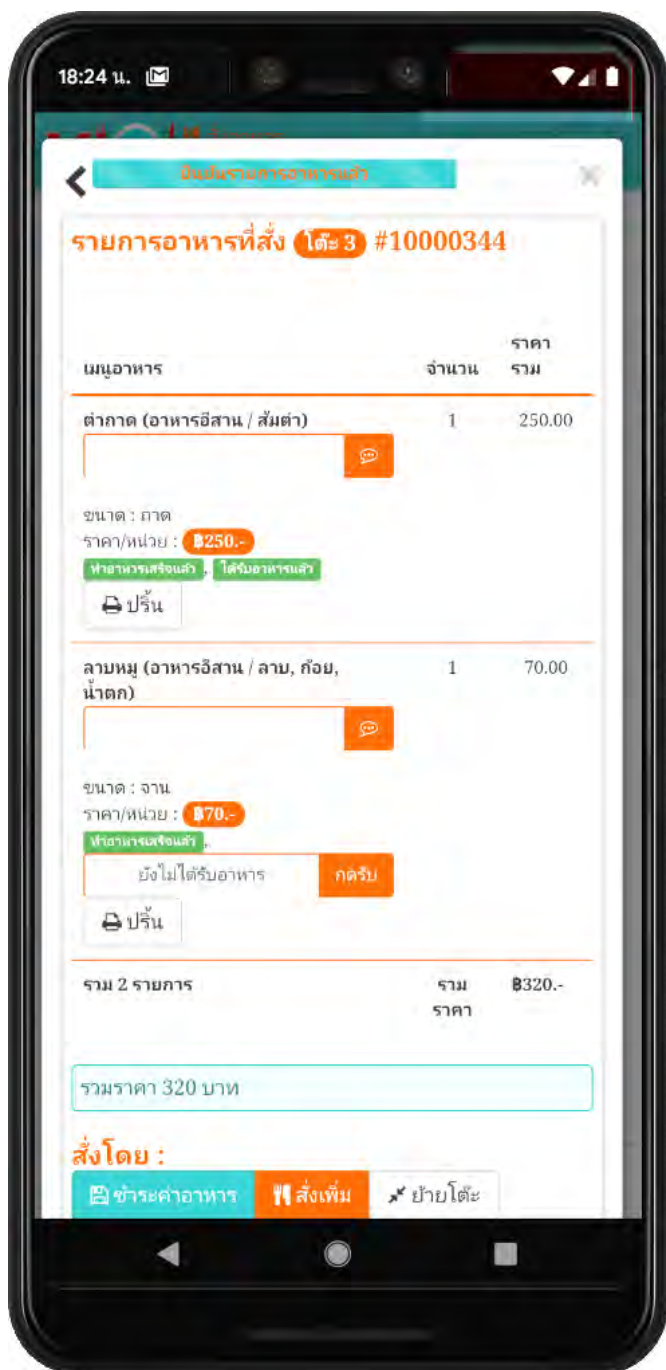 18:24 น.
ยืนยันรายการอาหารแล้ว
รายการอาหารที่สั่ง โต๊ะ 3 #10000344
ราคา
เมนูอาหาร จำนวน รวม
ตำถาด (อาหารอีสาน / ส้มตำ) 1 250.00
ขนาด : ถาด
ราคา/หน่วย : ฿250.-
ทำอาหารเสร็จแล้ว , ได้รับอาหารแล้ว
ปริ้น
ลาบหมู (อาหารอีสาน / ลาบ, ก้อย, 1 70.00
น้ำตก)
ขนาด : จาน
ราคา/หน่วย : ฿70.-
ทำอาหารเสร็จแล้ว ,
ยังไม่ได้รับอาหาร กดรับ
ปริ้น
รวม 2 รายการ รวม ฿320.-
ราคา
รวมราคา 320 บาท
สั่งโดย :
ชำระค่าอาหาร สั่งเพิ่ม ย้ายโต๊ะ